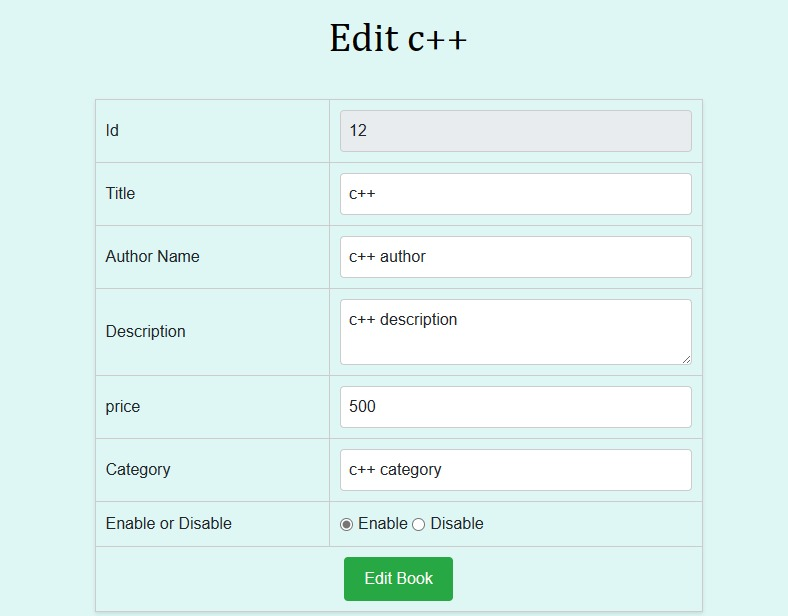 Edit c++
Id 12
Title c++
Author Name c++ author
Description c++ description
price 500
Category c++ category
Enable or Disable Enable Disable
Edit Book